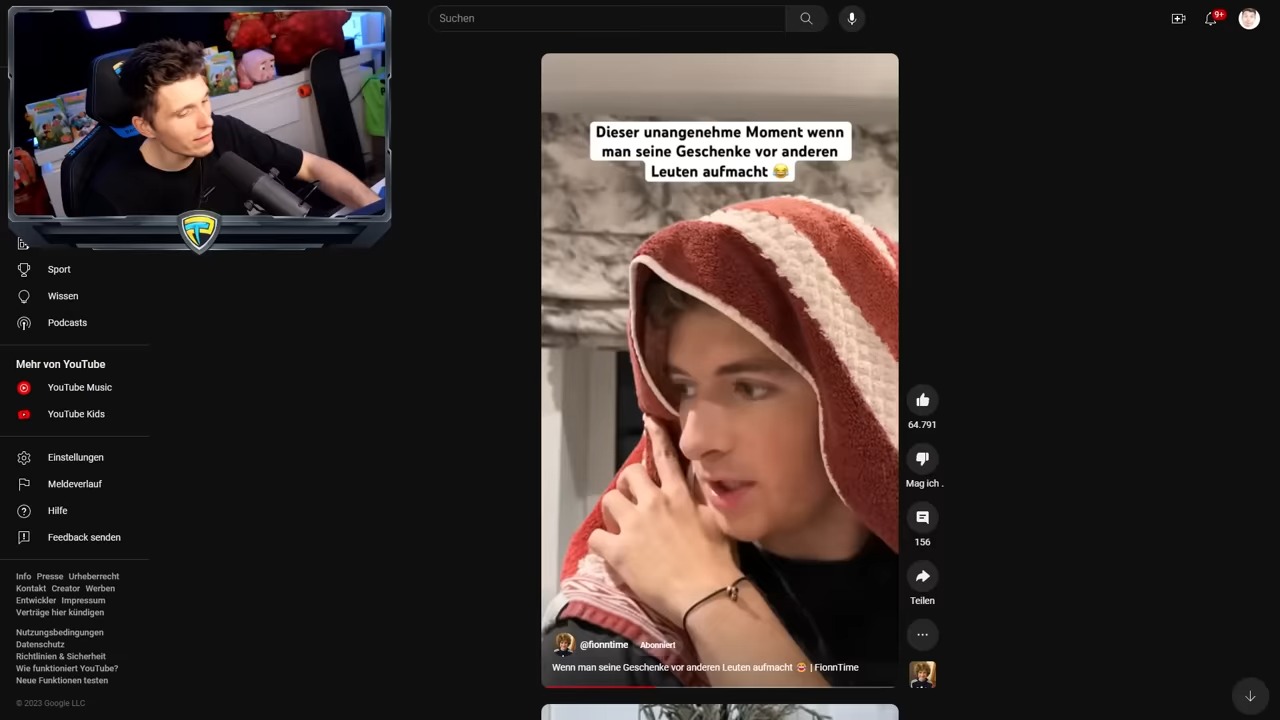 Suchen
9+
Sport
Wissen
Podcasts
Mehr von YouTube
YouTube Music
YouTube Kids
Einstellungen
Meldeverlauf
Hilfe
Feedback senden
Info Presse Urheberrecht
Kontakt Creator Werben
Entwickler Impressum
Verträge hier kündigen
Nutzungsbedingungen
Datenschutz
Richtlinien & Sicherheit
Wie funktioniert YouTube?
Neue Funktionen testen
© 2023 Google LLC
Dieser unangenehme Moment wenn
man seine Geschenke vor anderen
Leuten aufmacht 😂
@fionntime Abonniert
Wenn man seine Geschenke vor anderen Leuten aufmacht 🥰 | FionnTime
64.791
Mag ich .
156
Teilen